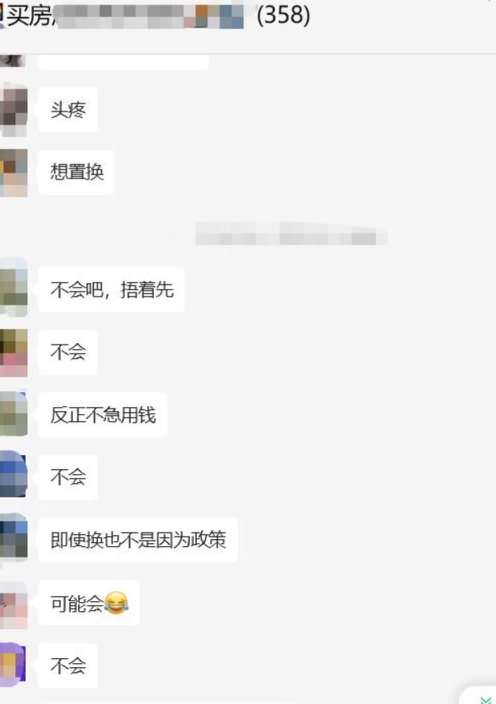 买房 (358)
头疼
想置换
不会吧，捂着先
不会
反正不急用钱
不会
即使换也不是因为政策
可能会😂
不会